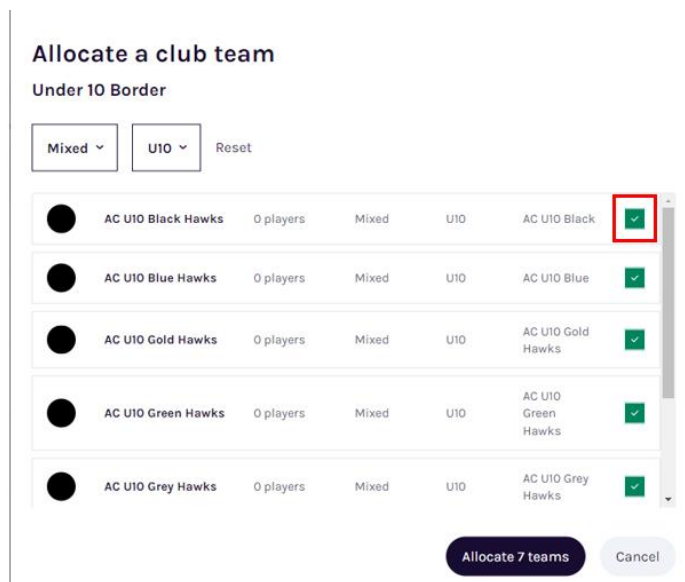 Allocate a club team
Under 10 Border
Mixed U10 Reset
AC U10 Black Hawks 0 players Mixed U10 AC U10 Black
AC U10 Blue Hawks 0 players Mixed U10 AC U10 Blue
AC U10 Gold Hawks 0 players Mixed U10 AC U10 Gold
Hawks
AC U10 Green Hawks 0 players Mixed U10 AC U10
Green
Hawks
AC U10 Grey Hawks 0 players Mixed U10 AC U10 Grey
Hawks
Allocate 7 teams Cancel